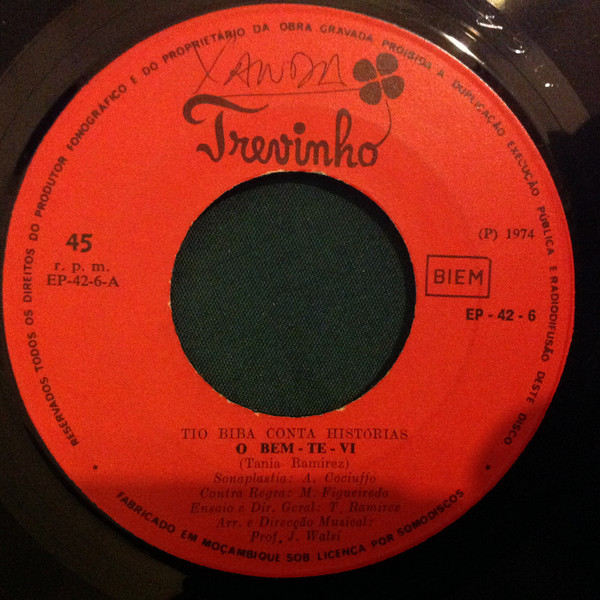 RESERVADOS TODOS OS DIREITOS DO PRODUTOR FONOGRÁFICO E DO PROPRIETÁRIO DA OBRA GRAVADA PROIBIDA A DUPLICAÇÃO EXECUÇÃO PÚBLICA E RADIODIFUSÃO DESTE DISCO
XANDA
Trevinho
45
r. p. m.
EP-42-6-A
(P) 1974
BIEM
EP - 42 - 6
TIO BIBA CONTA HISTORIAS
O BEM - TE - VI
(Tania Ramirez)
Sonoplastia: A. Cociuffo
Contra Regra: M. Figueiredo
Ensaio e Dir. Geral: T. Ramirez
Arr. e Direcção Musical:
Prof. J. Walsi
FABRICADO EM MOÇAMBIQUE SOB LICENÇA POR SOMODISCOS